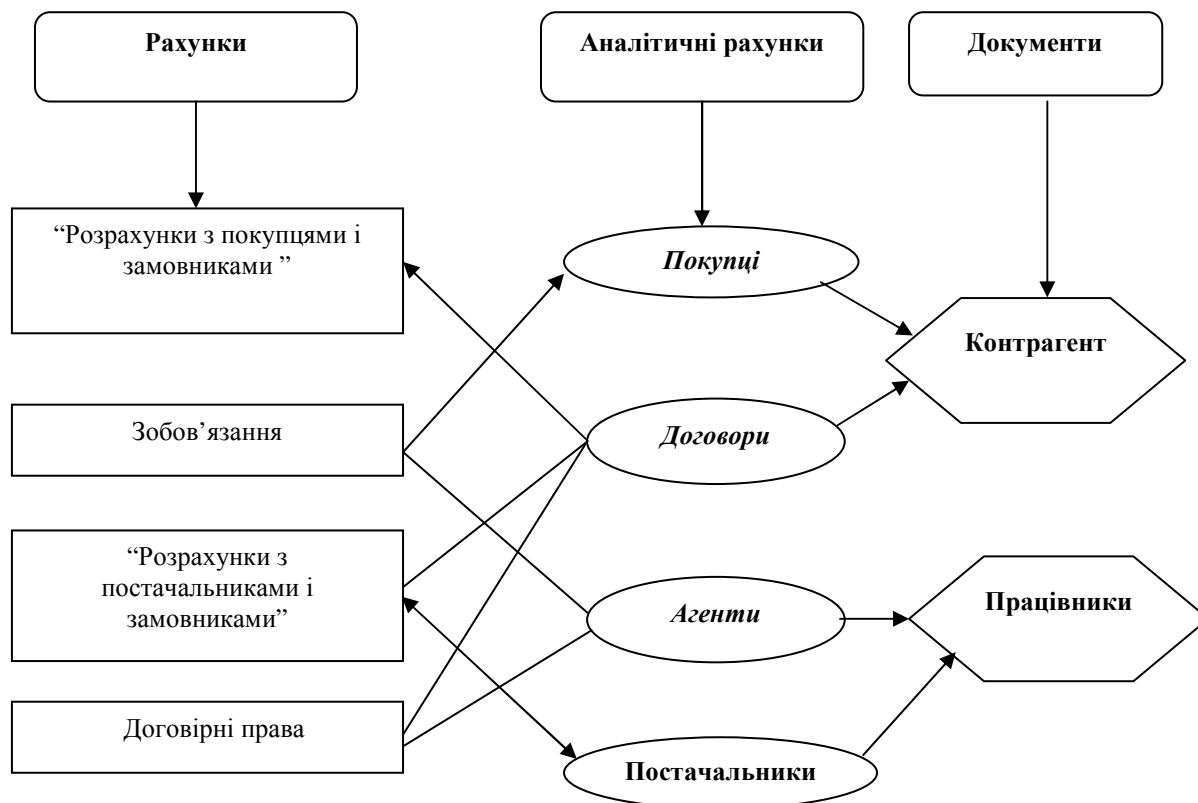 Рахунки
Аналітичні рахунки
Документи
“Розрахунки з покупцями і
замовниками ”
Покупці
Контрагент
Зобов’язання
Договори
“Розрахунки з
постачальниками і
замовниками”
Агенти
Працівники
Договірні права
Постачальники